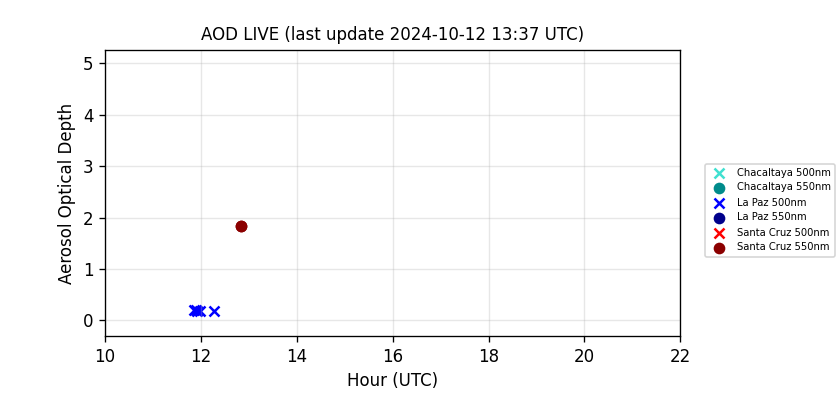 AOD LIVE (last update 2024-10-12 13:37 UTC)
Aerosol Optical Depth
5
4
3
2
1
0
10 12 14 16 18 20 22
Hour (UTC)
Chacaltaya 500nm
Chacaltaya 550nm
La Paz 500nm
La Paz 550nm
Santa Cruz 500nm
Santa Cruz 550nm